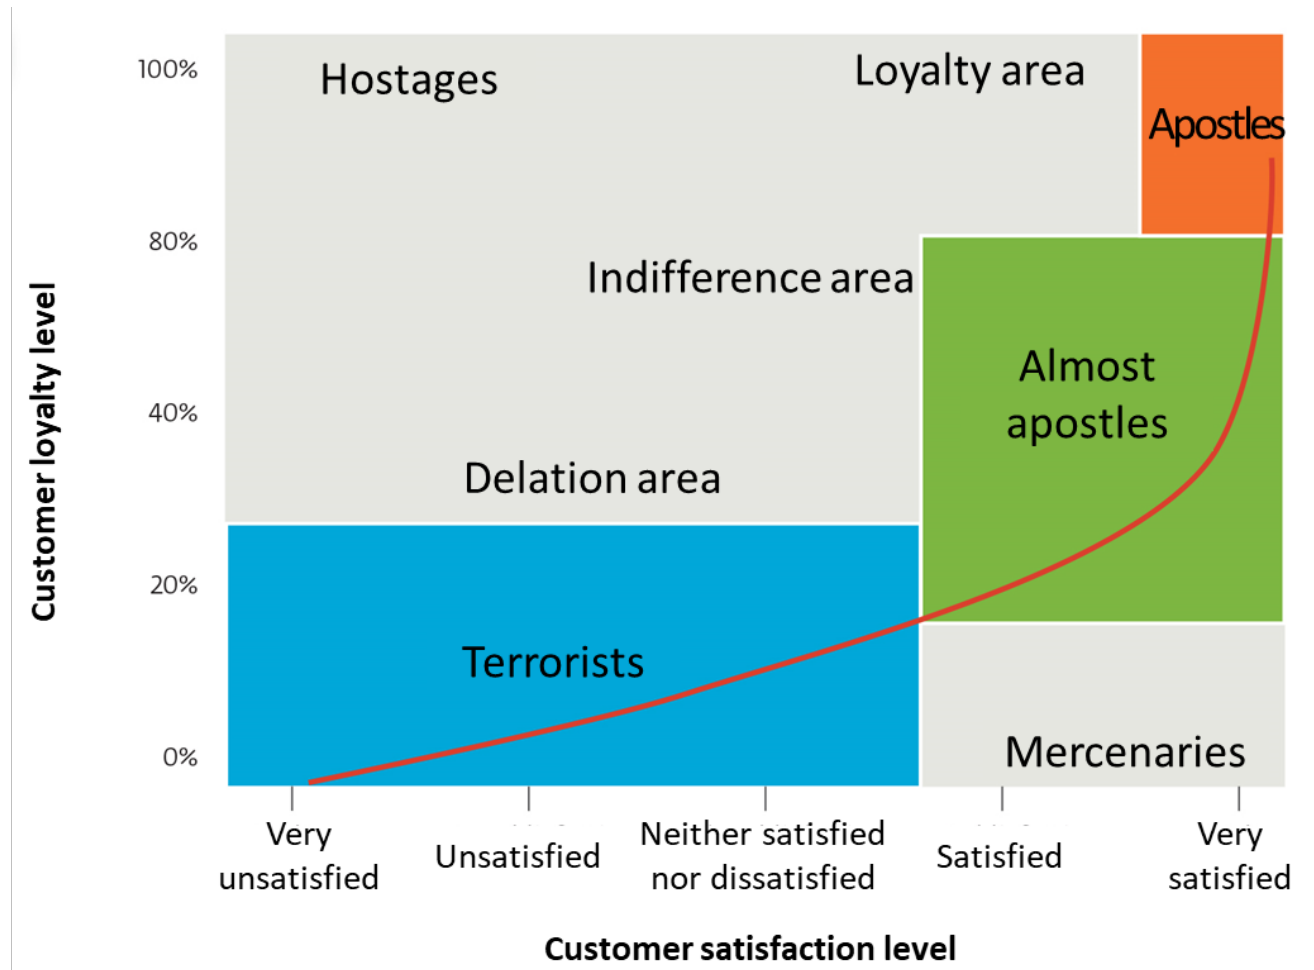 100%
Hostages
Loyalty area
Apostles
80%
Indifference area
Almost
apostles
40%
Delation area
20%
Terrorists
0%
Mercenaries
Customer loyalty level
Very
unsatisfied
Unsatisfied
Neither satisfied
nor dissatisfied
Satisfied
Very
satisfied
Customer satisfaction level